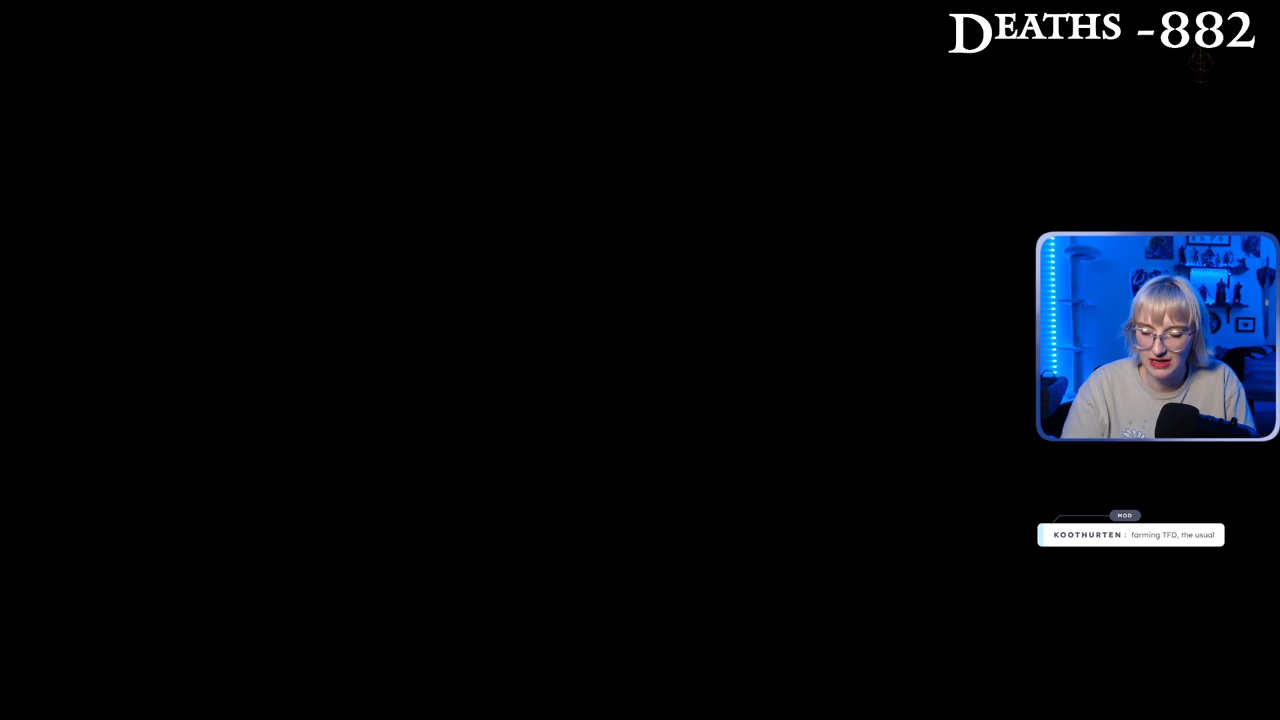 DEATHS -882
MOD
KOOTHURTEN : farming TFD, the usual